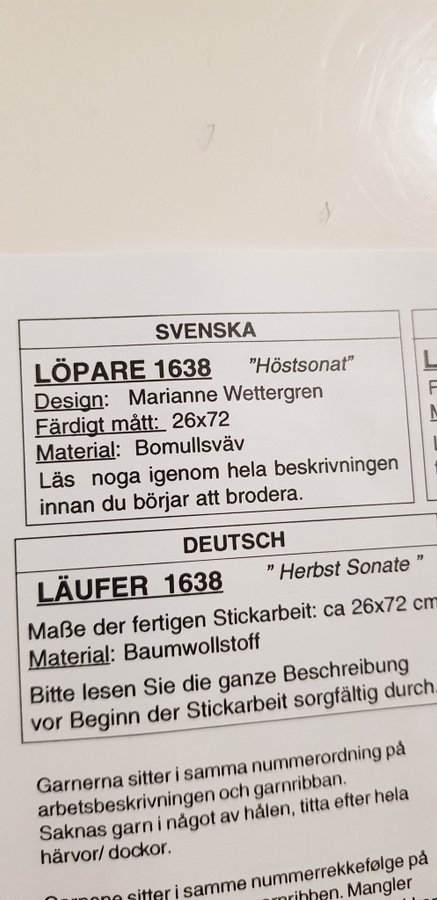 SVENSKA
LÖPARE 1638 "Höstsonat"
Design: Marianne Wettergren
Färdigt mått: 26x72
Material: Bomullsväv
Läs noga igenom hela beskrivningen
innan du börjar att brodera.
DEUTSCH
LÄUFER 1638 " Herbst Sonate "
Maße der fertigen Stickarbeit: ca 26x72 cm
Material: Baumwollstoff
Bitte lesen Sie die ganze Beschreibung
vor Beginn der Stickarbeit sorgfältig durch.
Garnerna sitter i samma nummerordning på
arbetsbeskrivningen och garnribban.
Saknas garn i något av hålen, titta efter hela
härvor/ dockor.
sitter i samme nummerrekkefølge på
Mangler